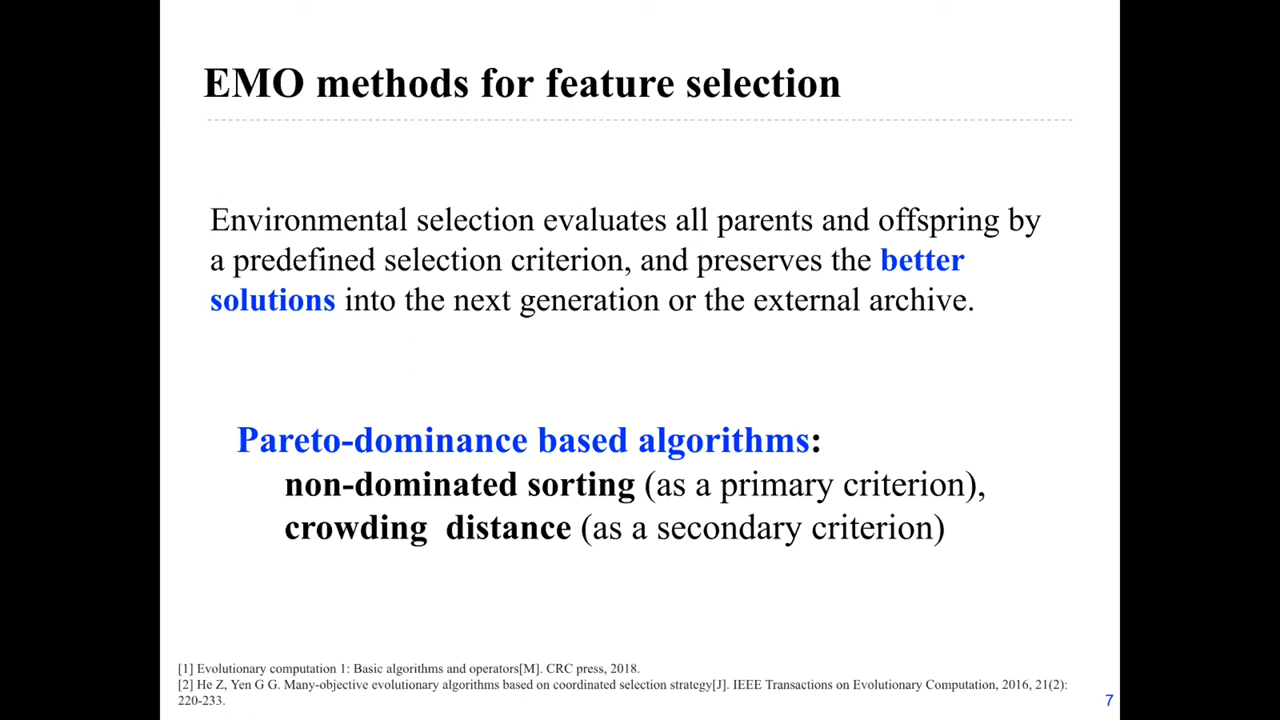 EMO methods for feature selection
Environmental selection evaluates all parents and offspring by
a predefined selection criterion, and preserves the better
solutions into the next generation or the external archive.
Pareto-dominance based algorithms:
non-dominated sorting (as a primary criterion),
crowding distance (as a secondary criterion)
[1] Evolutionary computation 1: Basic algorithms and operators[M]. CRC press, 2018.
[2] He Z, Yen G G. Many-objective evolutionary algorithms based on coordinated selection strategy[J]. IEEE Transactions on Evolutionary Computation, 2016, 21(2):
220-233.
7